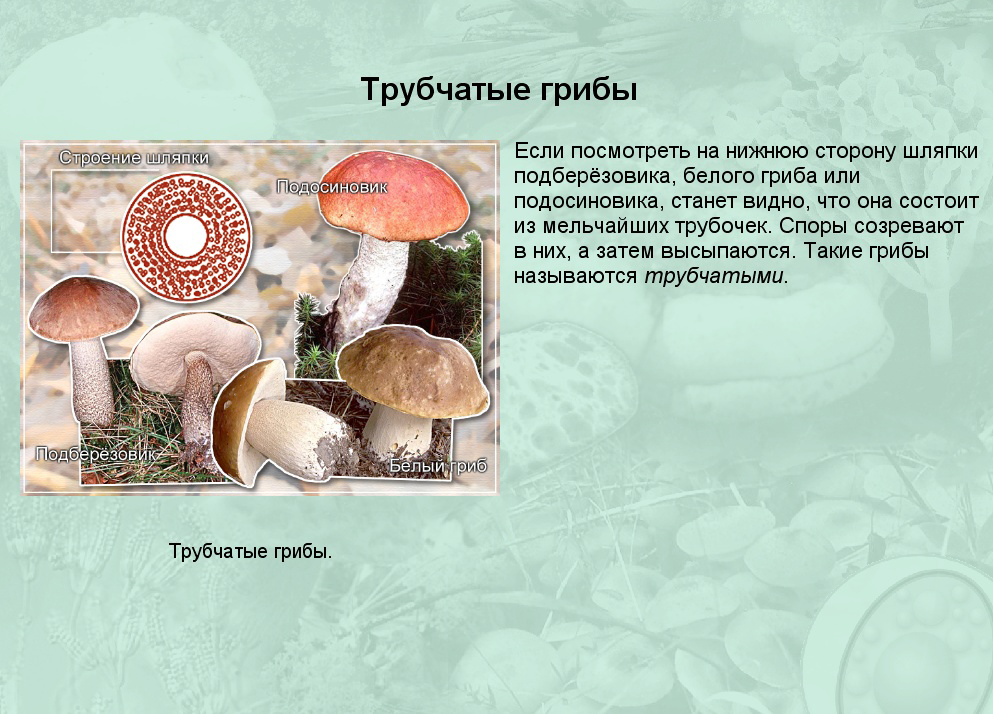 Трубчатые грибы
Строение шляпки
Подосиновик
Подберёзовик
Белый гриб
Если посмотреть на нижнюю сторону шляпки
подберёзовика, белого гриба или
подосиновика, станет видно, что она состоит
из мельчайших трубочек. Споры созревают
в них, а затем высыпаются. Такие грибы
называются трубчатыми.
Трубчатые грибы.